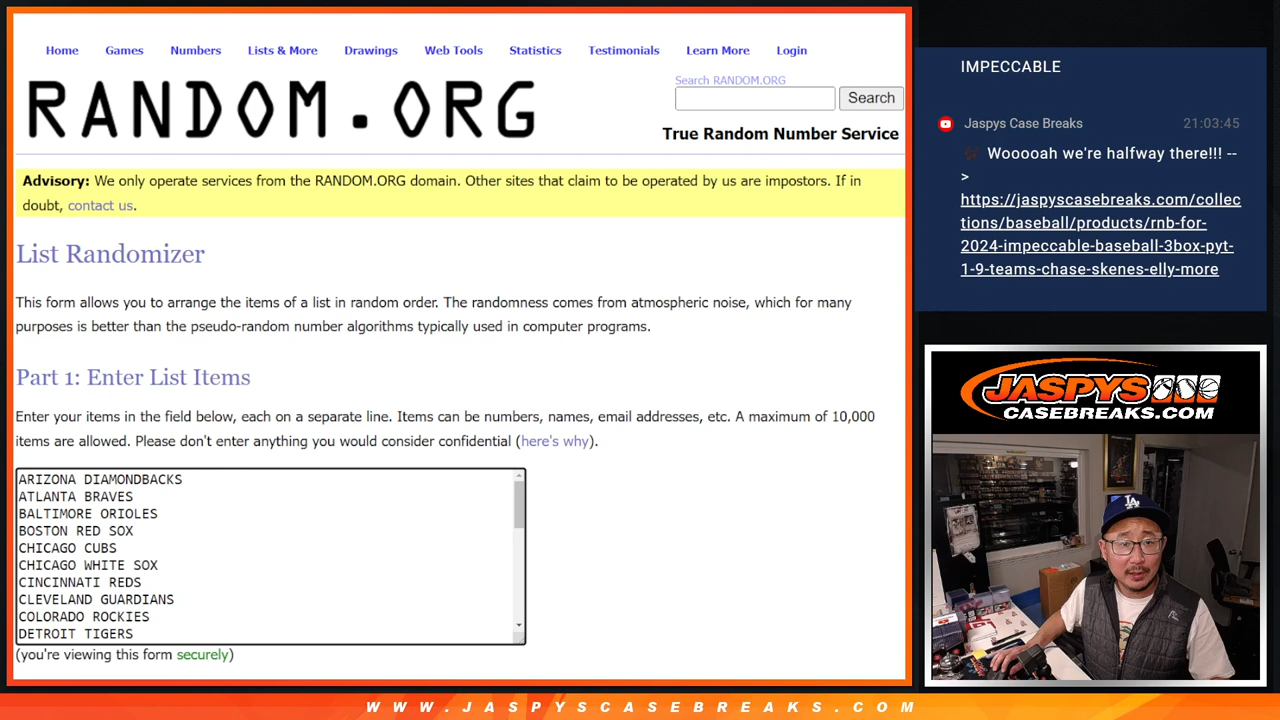 Home Games Numbers Lists & More Drawings Web Tools Statistics Testimonials Learn More Login
RANDOM.ORG
Search RANDOM.ORG
Search
True Random Number Service
Advisory: We only operate services from the RANDOM.ORG domain. Other sites that claim to be operated by us are impostors. If in
doubt, contact us.
List Randomizer
This form allows you to arrange the items of a list in random order. The randomness comes from atmospheric noise, which for many
purposes is better than the pseudo-random number algorithms typically used in computer programs.
Part 1: Enter List Items
Enter your items in the field below, each on a separate line. Items can be numbers, names, email addresses, etc. A maximum of 10,000
items are allowed. Please don't enter anything you would consider confidential (here's why).
ARIZONA DIAMONDBACKS
ATLANTA BRAVES
BALTIMORE ORIOLES
BOSTON RED SOX
CHICAGO CUBS
CHICAGO WHITE SOX
CINCINNATI REDS
CLEVELAND GUARDIANS
COLORADO ROCKIES
DETROIT TIGERS
(you're viewing this form securely)
IMPECCABLE
Jaspys Case Breaks 21:03:45
Wooooah we're halfway there!!! --
>
https://jaspyscasebreaks.com/collec
tions/baseball/products/rnb-for-
2024-impeccable-baseball-3box-pyt-
1-9-teams-chase-skenes-elly-more
JASPYS
CASEBREAKS.COM
LA
WWW.JASPYSCASEBREAKS.COM